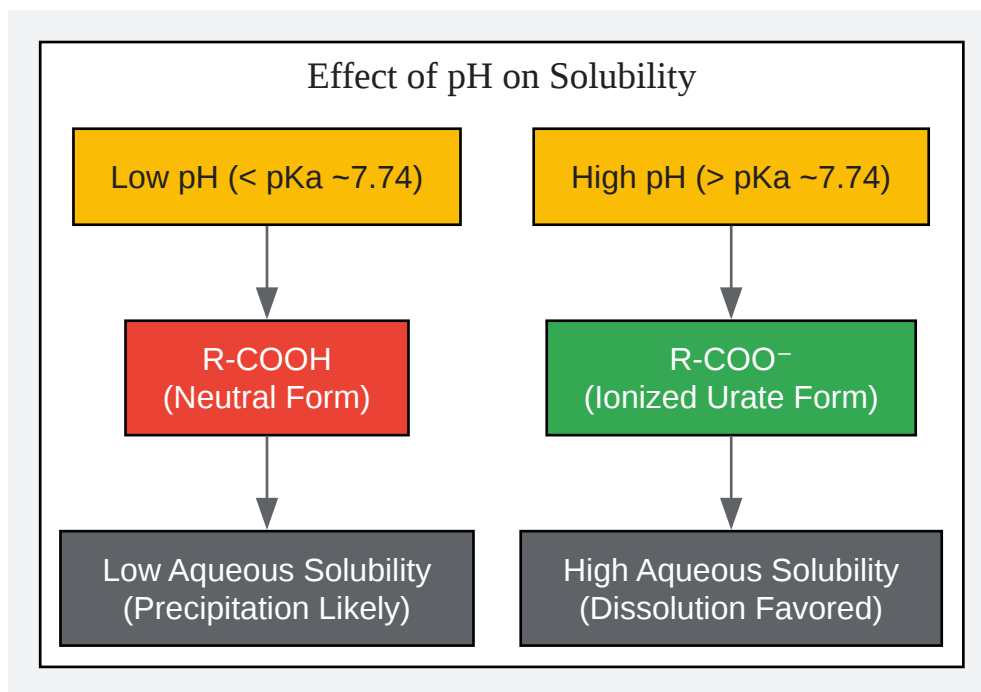 Effect of pH on Solubility
Low pH (< pKa ~7.74)
High pH (> pKa ~7.74)
R-COOH
(Neutral Form)
R-COO⁻
(Ionized Urate Form)
Low Aqueous Solubility
(Precipitation Likely)
High Aqueous Solubility
(Dissolution Favored)